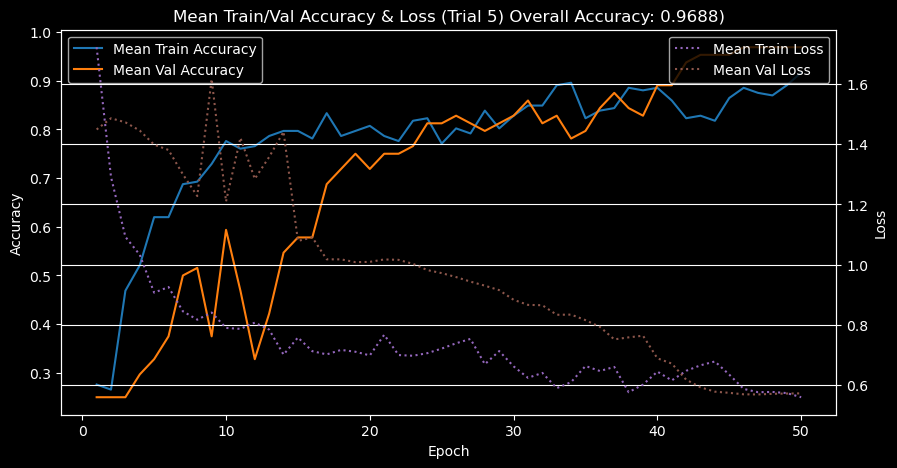 Mean Train/Val Accuracy & Loss (Trial 5) Overall Accuracy: 0.9688)
Mean Train Accuracy
Mean Val Accuracy
Mean Train Loss
Mean Val Loss
Accuracy
1.0
0.9
0.8
0.7
0.6
0.5
0.4
0.3
Loss
1.6
1.4
1.2
1.0
0.8
0.6
0
10
20
30
40
50
Epoch